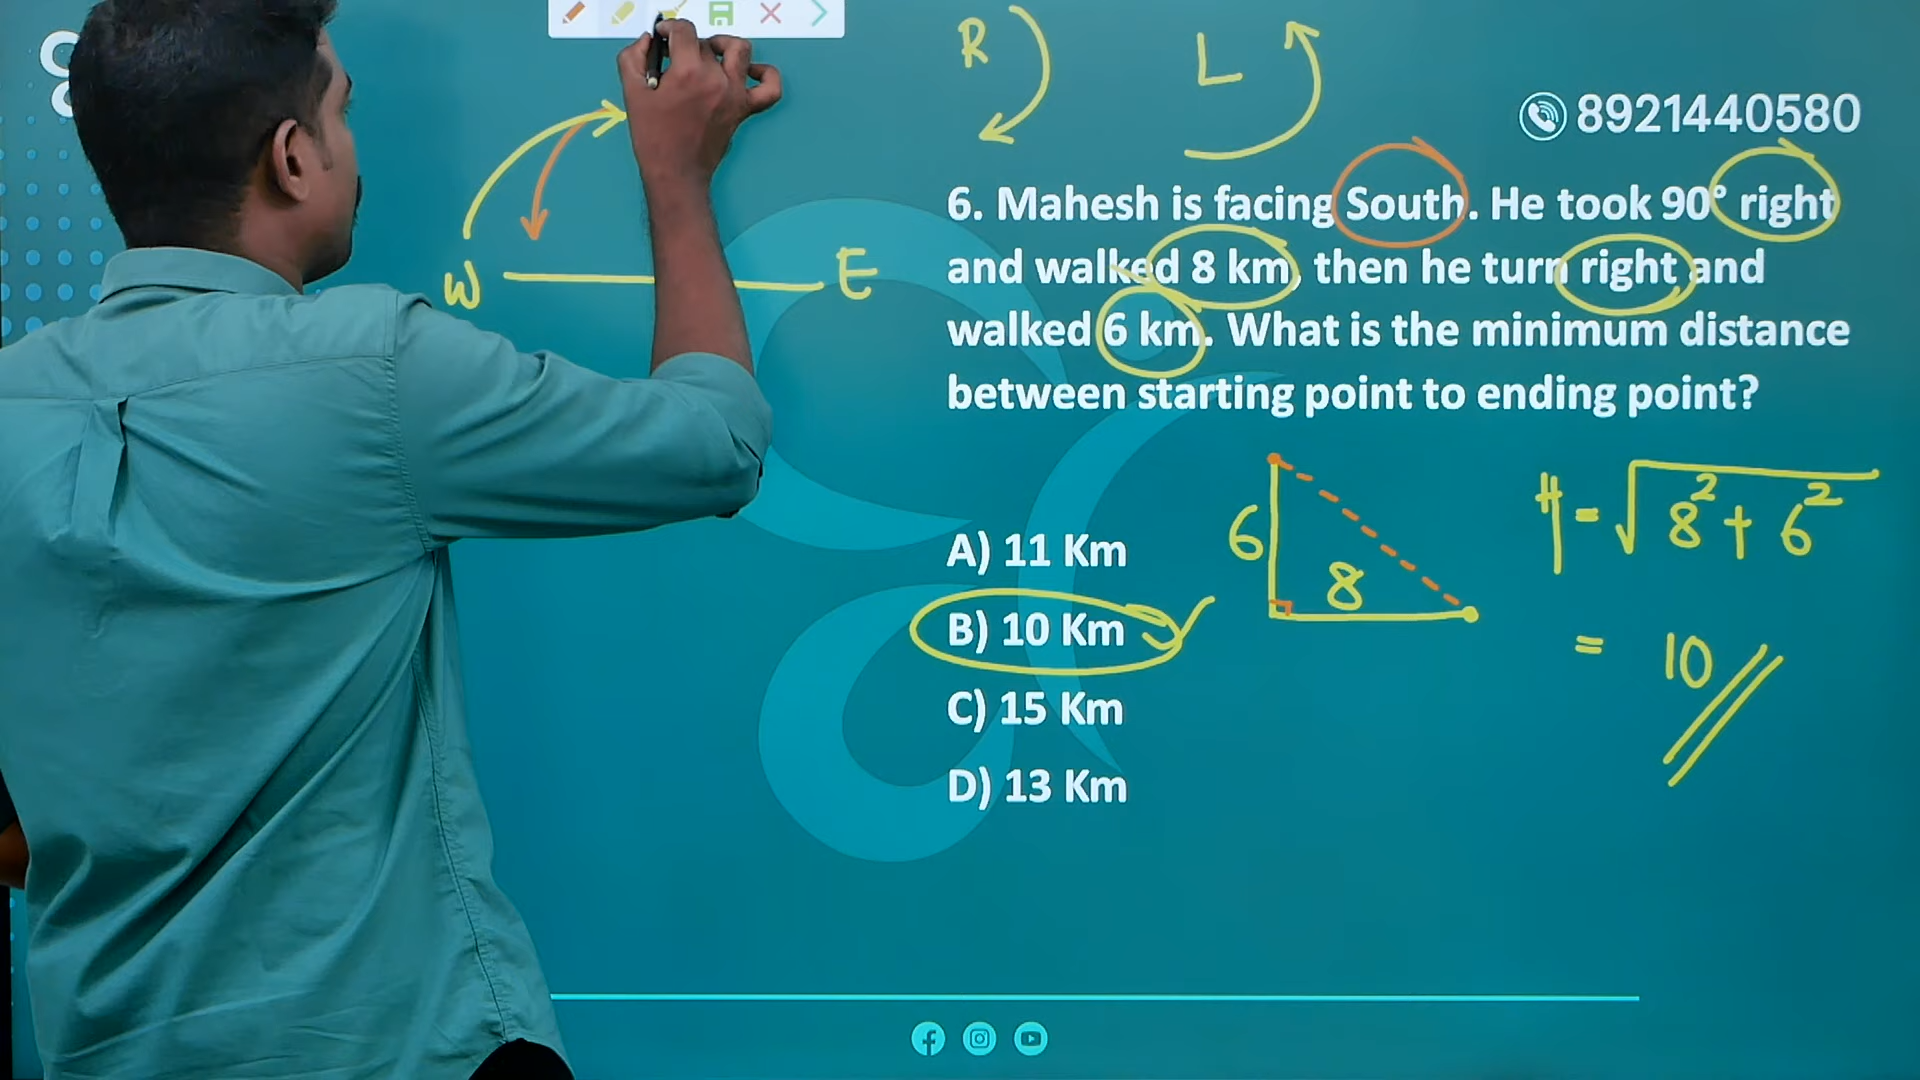 R
L
8921440580
W
E
6. Mahesh is facing South. He took 90° right
and walked 8 km, then he turn right and
walked 6 km. What is the minimum distance
between starting point to ending point?
A) 11 Km
B) 10 Km
C) 15 Km
D) 13 Km
6
8
H = √8² + 6²
= 10